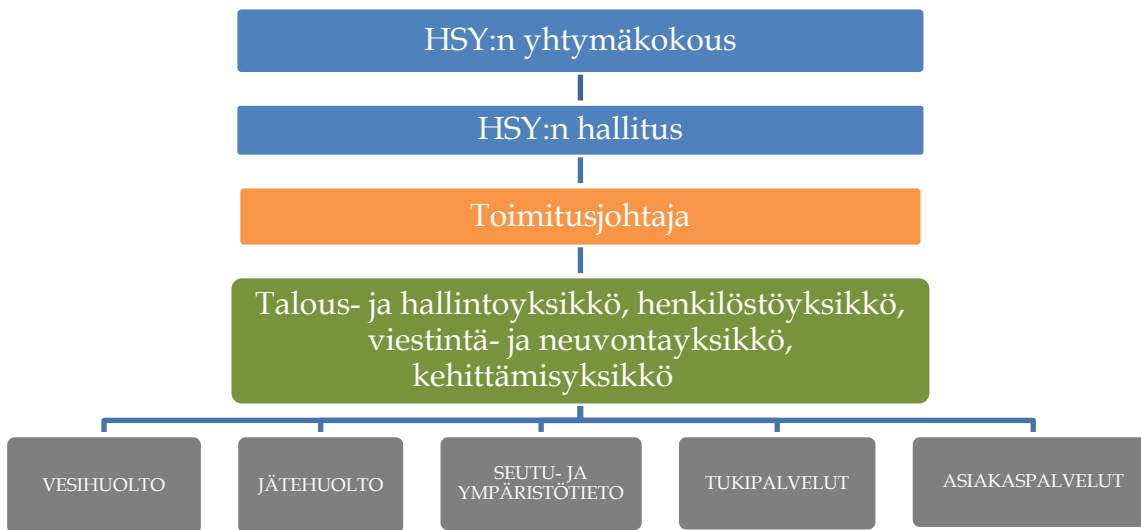 HSY:n yhtymäkokous
HSY:n hallitus
Toimitusjohtaja
Talous- ja hallintoyksikkö, henkilöstöyksikkö,
viestintä- ja neuvontayksikkö,
kehittämisyksikkö
VESIHUOLTO
JÄTEHUOLTO
SEUTU- JA
YMPÄRISTÖTIETO
TUKIPALVELUT
ASIAKASPALVELUT